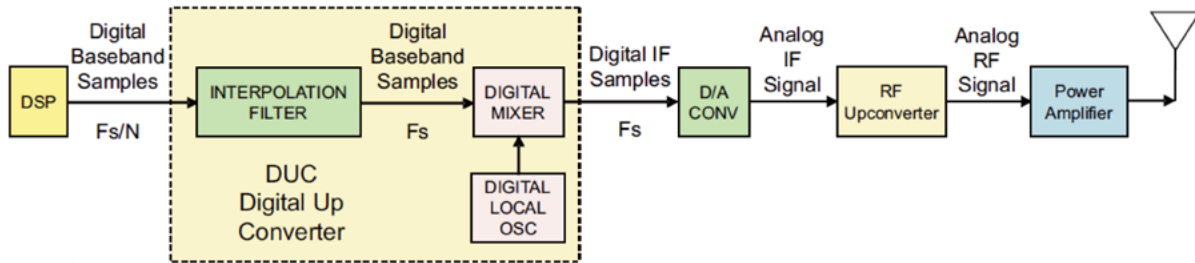 DSP
Digital
Baseband
Samples
Fs/N
INTERPOLATION
FILTER
Digital
Baseband
Samples
Fs
DIGITAL
MIXER
DIGITAL
LOCAL
OSC
DUC
Digital Up
Converter
Digital IF
Samples
Fs
D/A
CONV
Analog
IF
Signal
RF
Upconverter
Analog
RF
Signal
Power
Amplifier